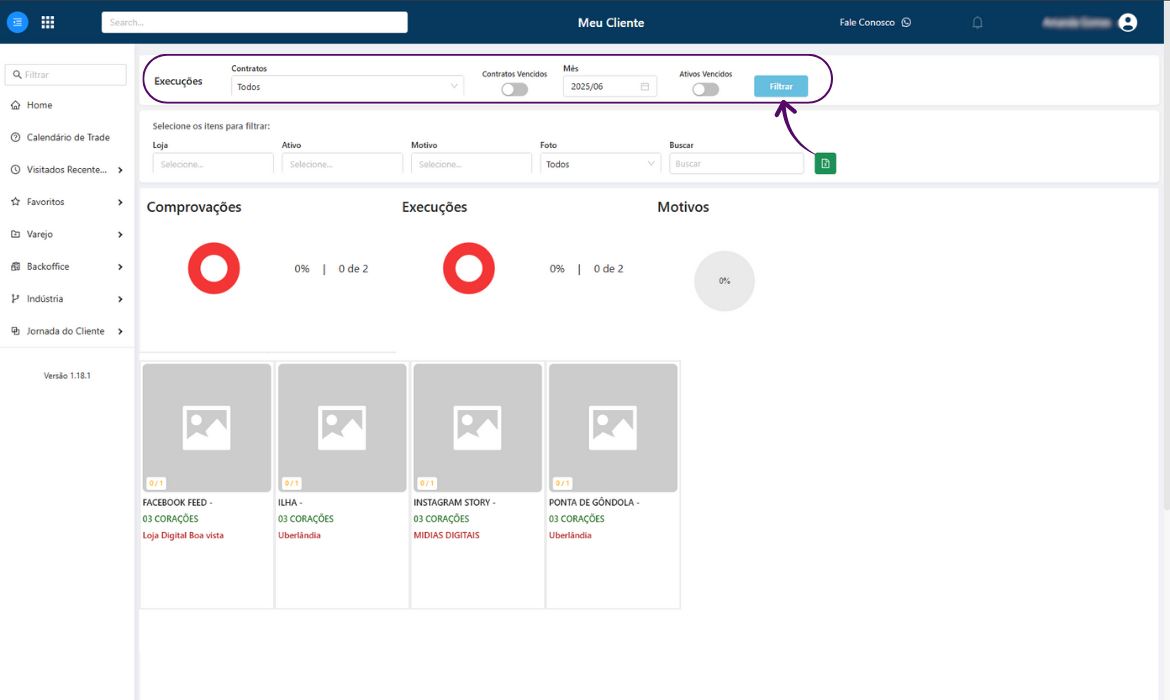 Search...
Meu Cliente
Fale Conosco
Filtrar
Home
Calendário de Trade
Visitados Recente...
Favoritos
Varejo
Backoffice
Indústria
Jornada do Cliente
Versão 1.18.1
Execuções
Contratos
Todos
Contratos Vencidos
Mês
2025/06
Ativos Vencidos
Filtrar
Selecione os itens para filtrar:
Loja
Selecione...
Ativo
Selecione...
Motivo
Selecione...
Foto
Todos
Buscar
Buscar
Comprovações
0% | 0 de 2
Execuções
0% | 0 de 2
Motivos
0%
0 / 1
FACEBOOK FEED -
03 CORAÇÕES
Loja Digital Boa vista
0 / 1
ILHA -
03 CORAÇÕES
Uberlândia
0 / 1
INSTAGRAM STORY -
03 CORAÇÕES
MIDIAS DIGITAIS
0 / 1
PONTA DE GÔNDOLA -
03 CORAÇÕES
Uberlândia